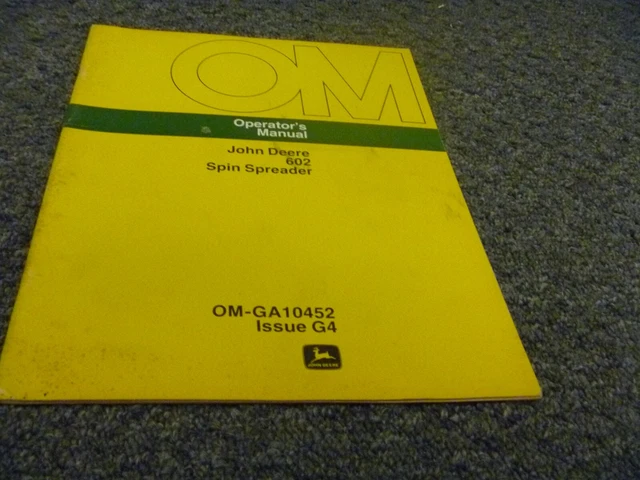 OM
Operator's
Manual
John Deere
602
Spin Spreader
OM-GA10452
Issue G4
JOHN DEERE